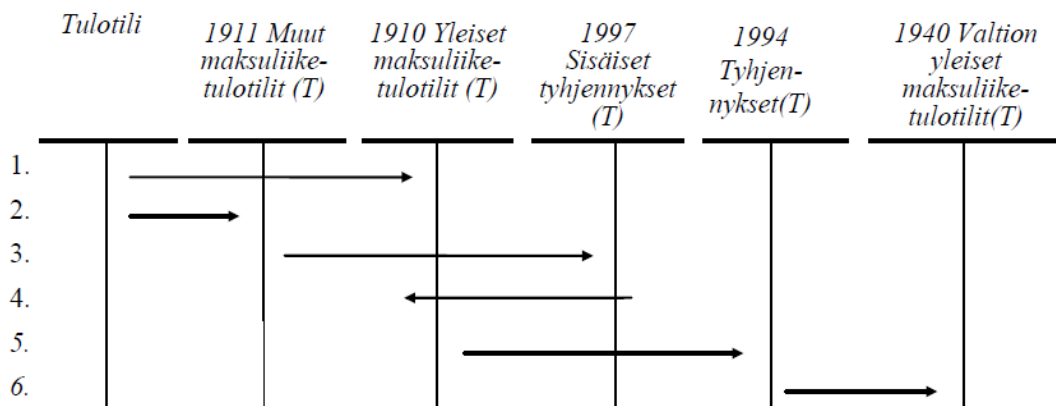 Tulotili
1911 Muut
maksuliike-
tulotilit (T)
1910 Yleiset
maksuliike-
tulotilit (T)
1997
Sisäiset
tyhjennykset
(T)
1994
Tyhjen-
nykset(T)
1940 Valtion
yleiset
maksuliike-
tulotilit(T)
1.
2.
3.
4.
5.
6.